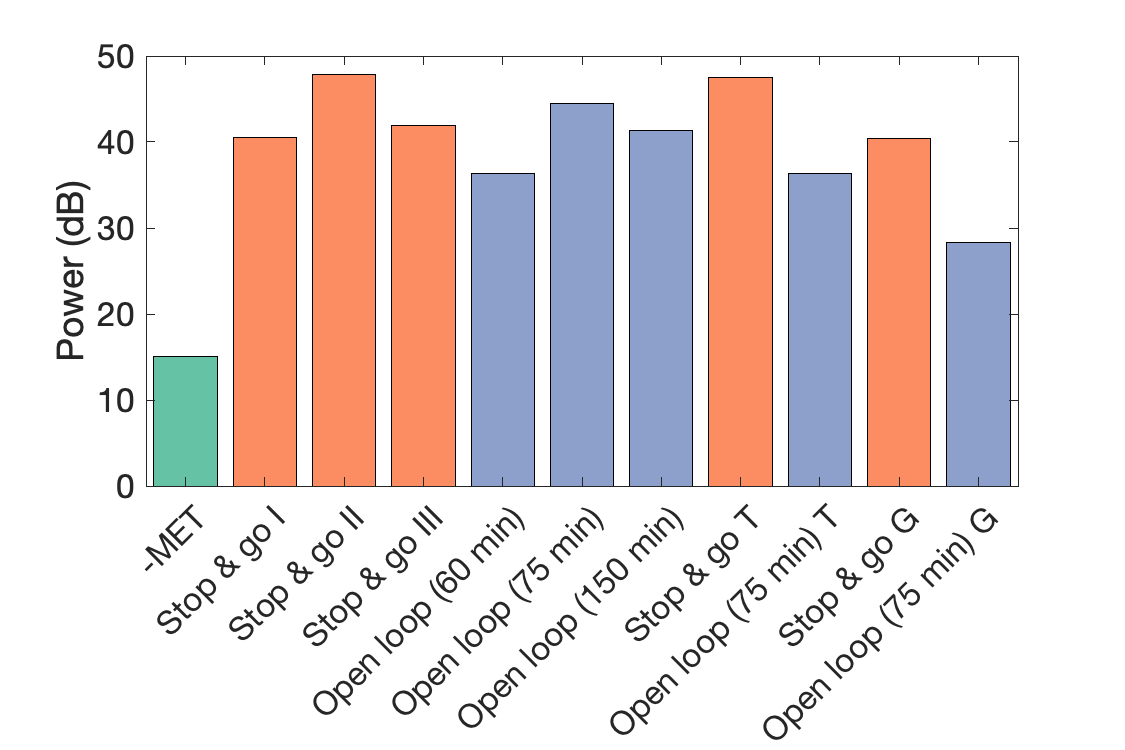 Power (dB)
50
40
30
20
10
0
-MET
Stop & go I
Stop & go II
Stop & go III
Open loop (60 min)
Open loop (75 min)
Open loop (150 min)
Stop & go T
Open loop (75 min) T
Stop & go G
Open loop (75 min) G